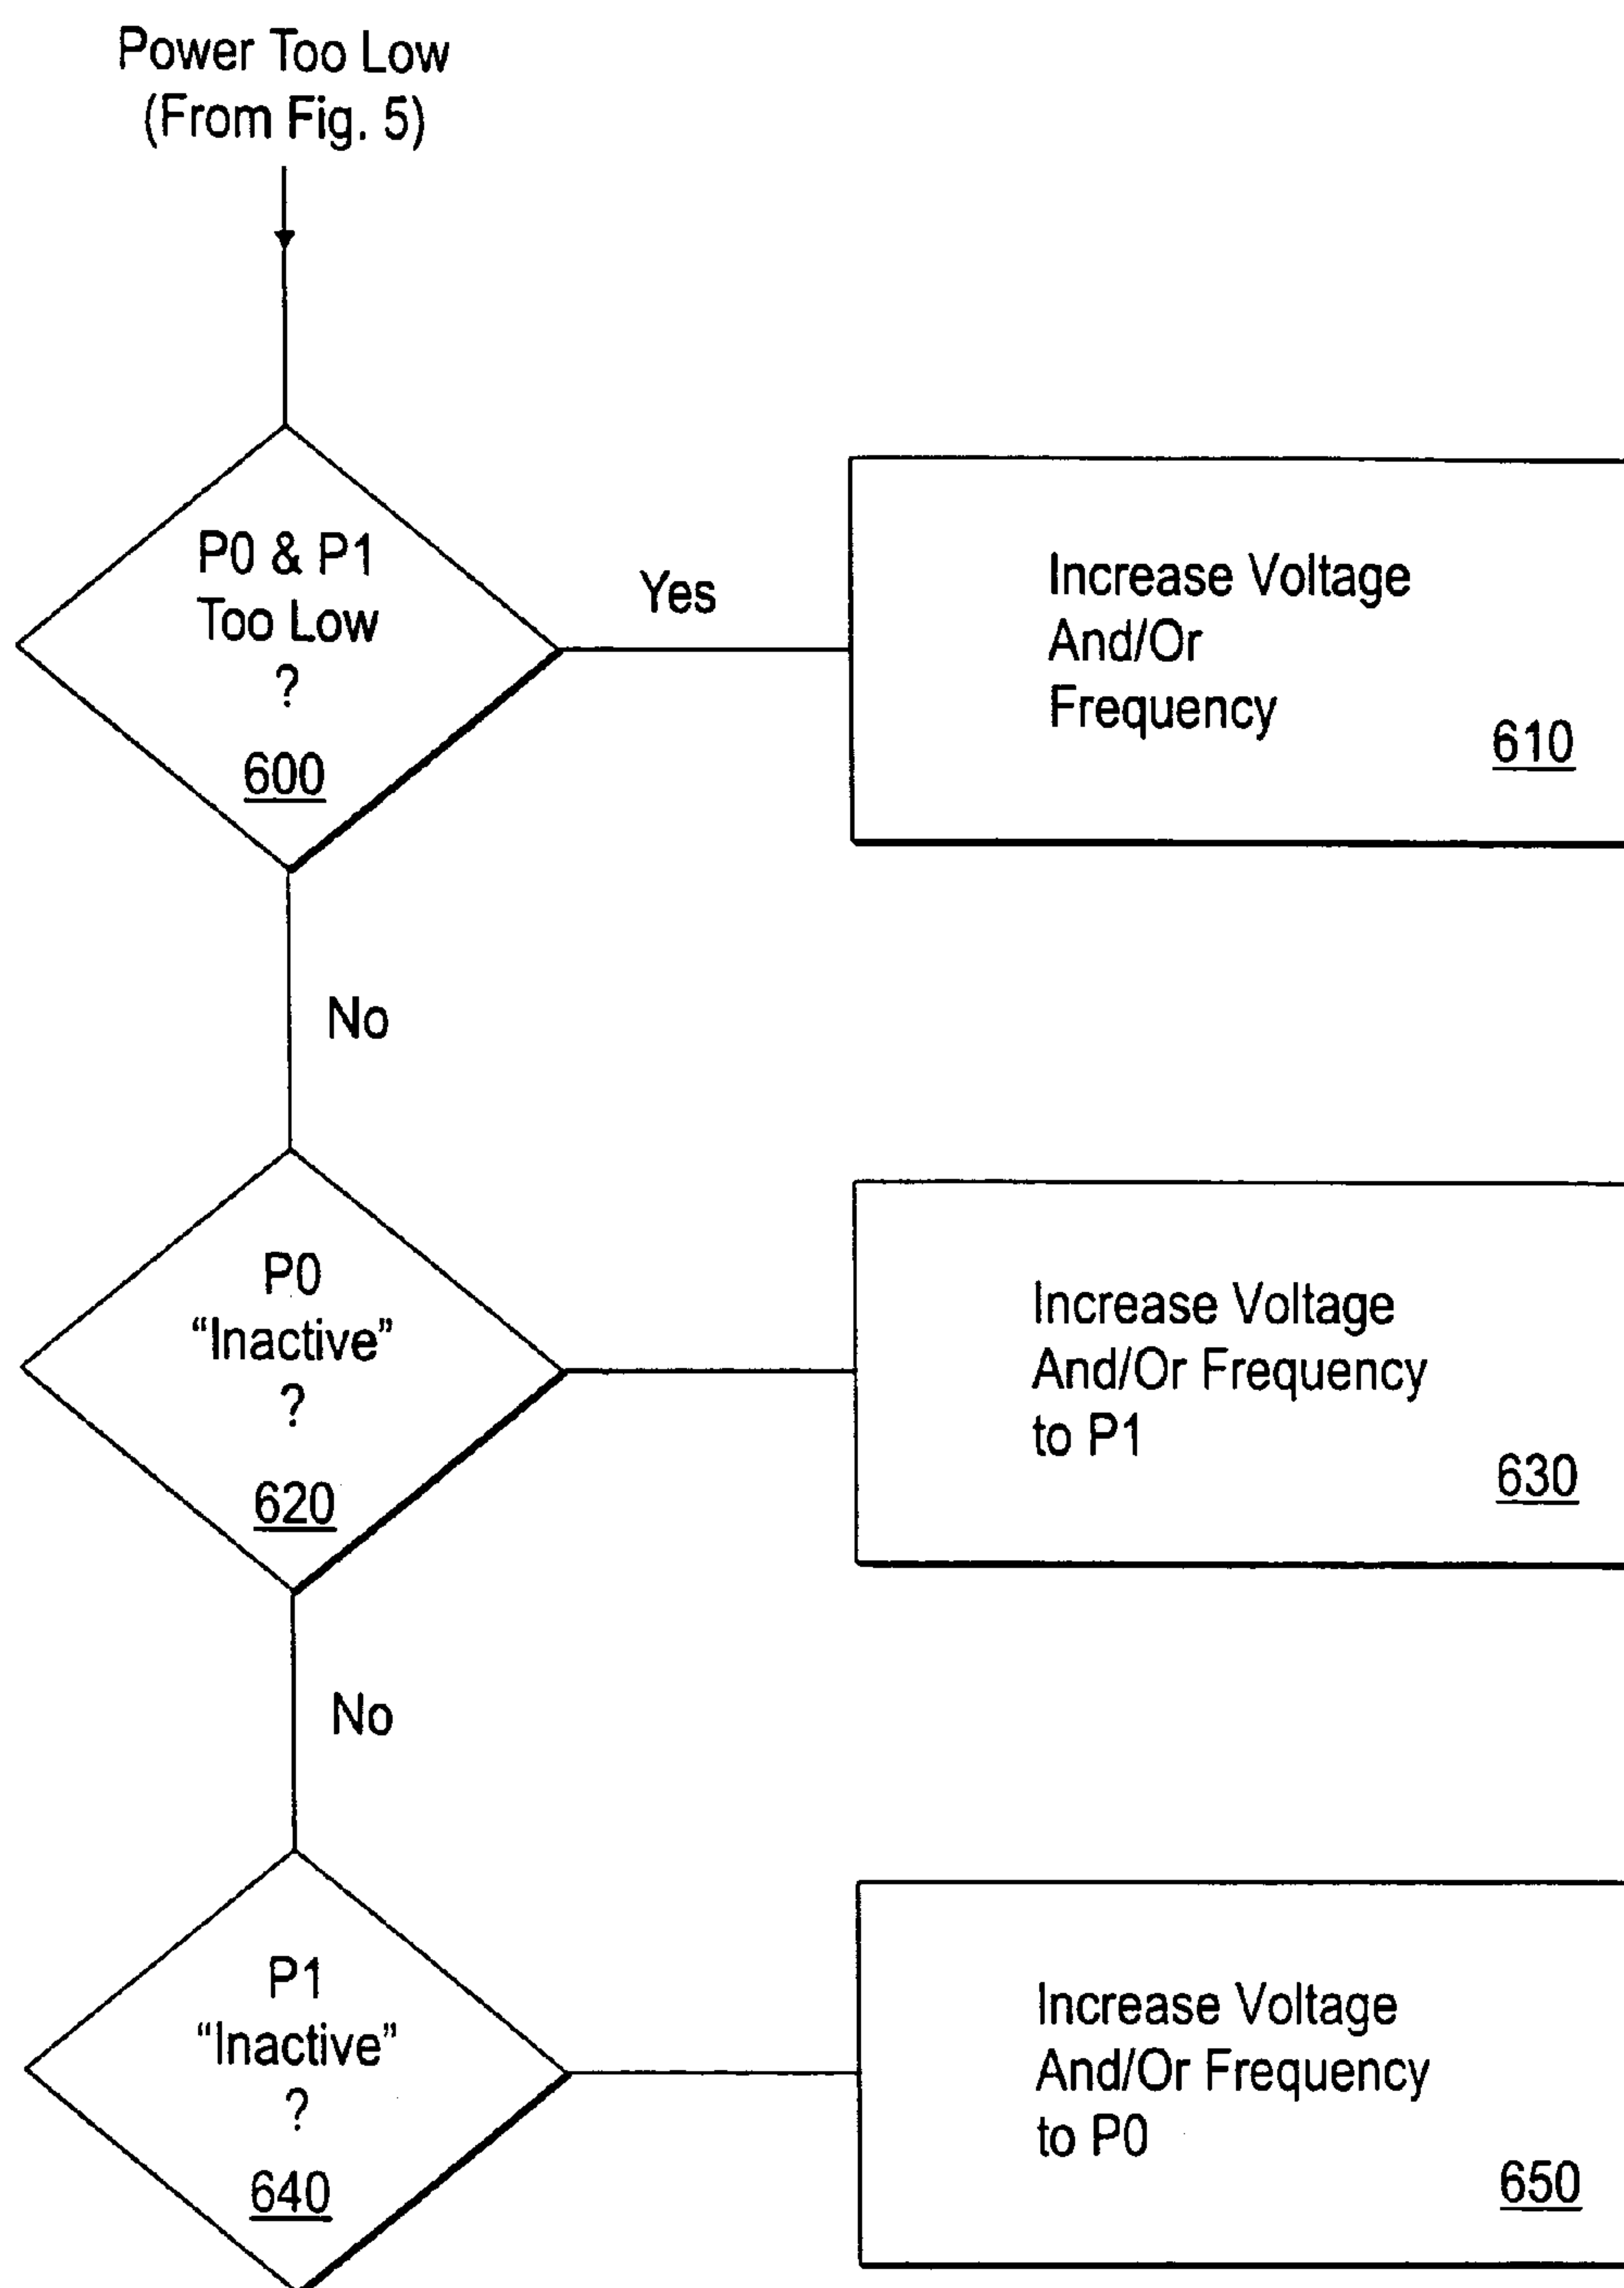 Power Too Low
(From Fig. 5)
P0 & P1
Too Low
?
600
Yes
Increase Voltage
And/Or
Frequency
610
No
P0
“Inactive”
?
620
Increase Voltage
And/Or Frequency
to P1
630
No
P1
“Inactive”
?
640
Increase Voltage
And/Or Frequency
to P0
650